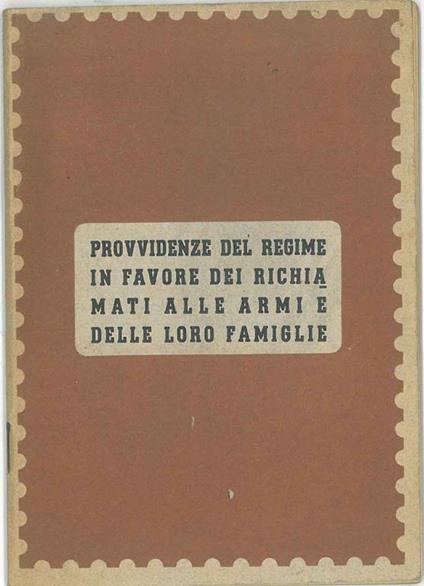 PROVVIDENZE DEL REGIME
IN FAVORE DEI RICHIA
MATI ALLE ARMI E
DELLE LORO FAMIGLIE